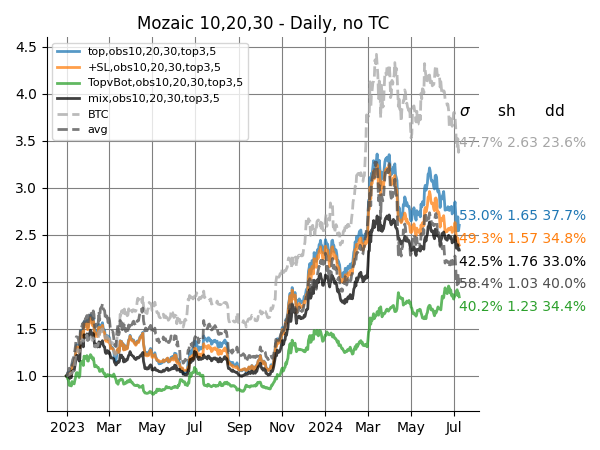 Mozaic 10,20,30 - Daily, no TC
4.5
4.0
3.5
3.0
2.5
2.0
1.5
1.0
top,obs10,20,30,top3,5
+SL,obs10,20,30,top3,5
TopvBot,obs10,20,30,top3,5
mix,obs10,20,30,top3,5
BTC
avg
σ sh dd
47.7% 2.63 23.6%
53.0% 1.65 37.7%
49.3% 1.57 34.8%
42.5% 1.76 33.0%
58.4% 1.03 40.0%
40.2% 1.23 34.4%
2023 Mar May Jul Sep Nov 2024 Mar May Jul